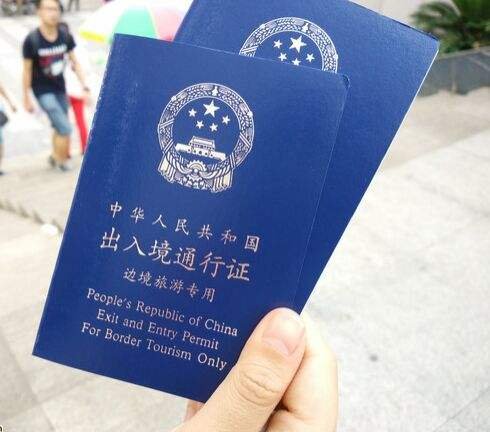 中华人民共和国
出入境通行证
边境旅游专用
People's Republic of China
Exit and Entry Permit
For Border Tourism Only